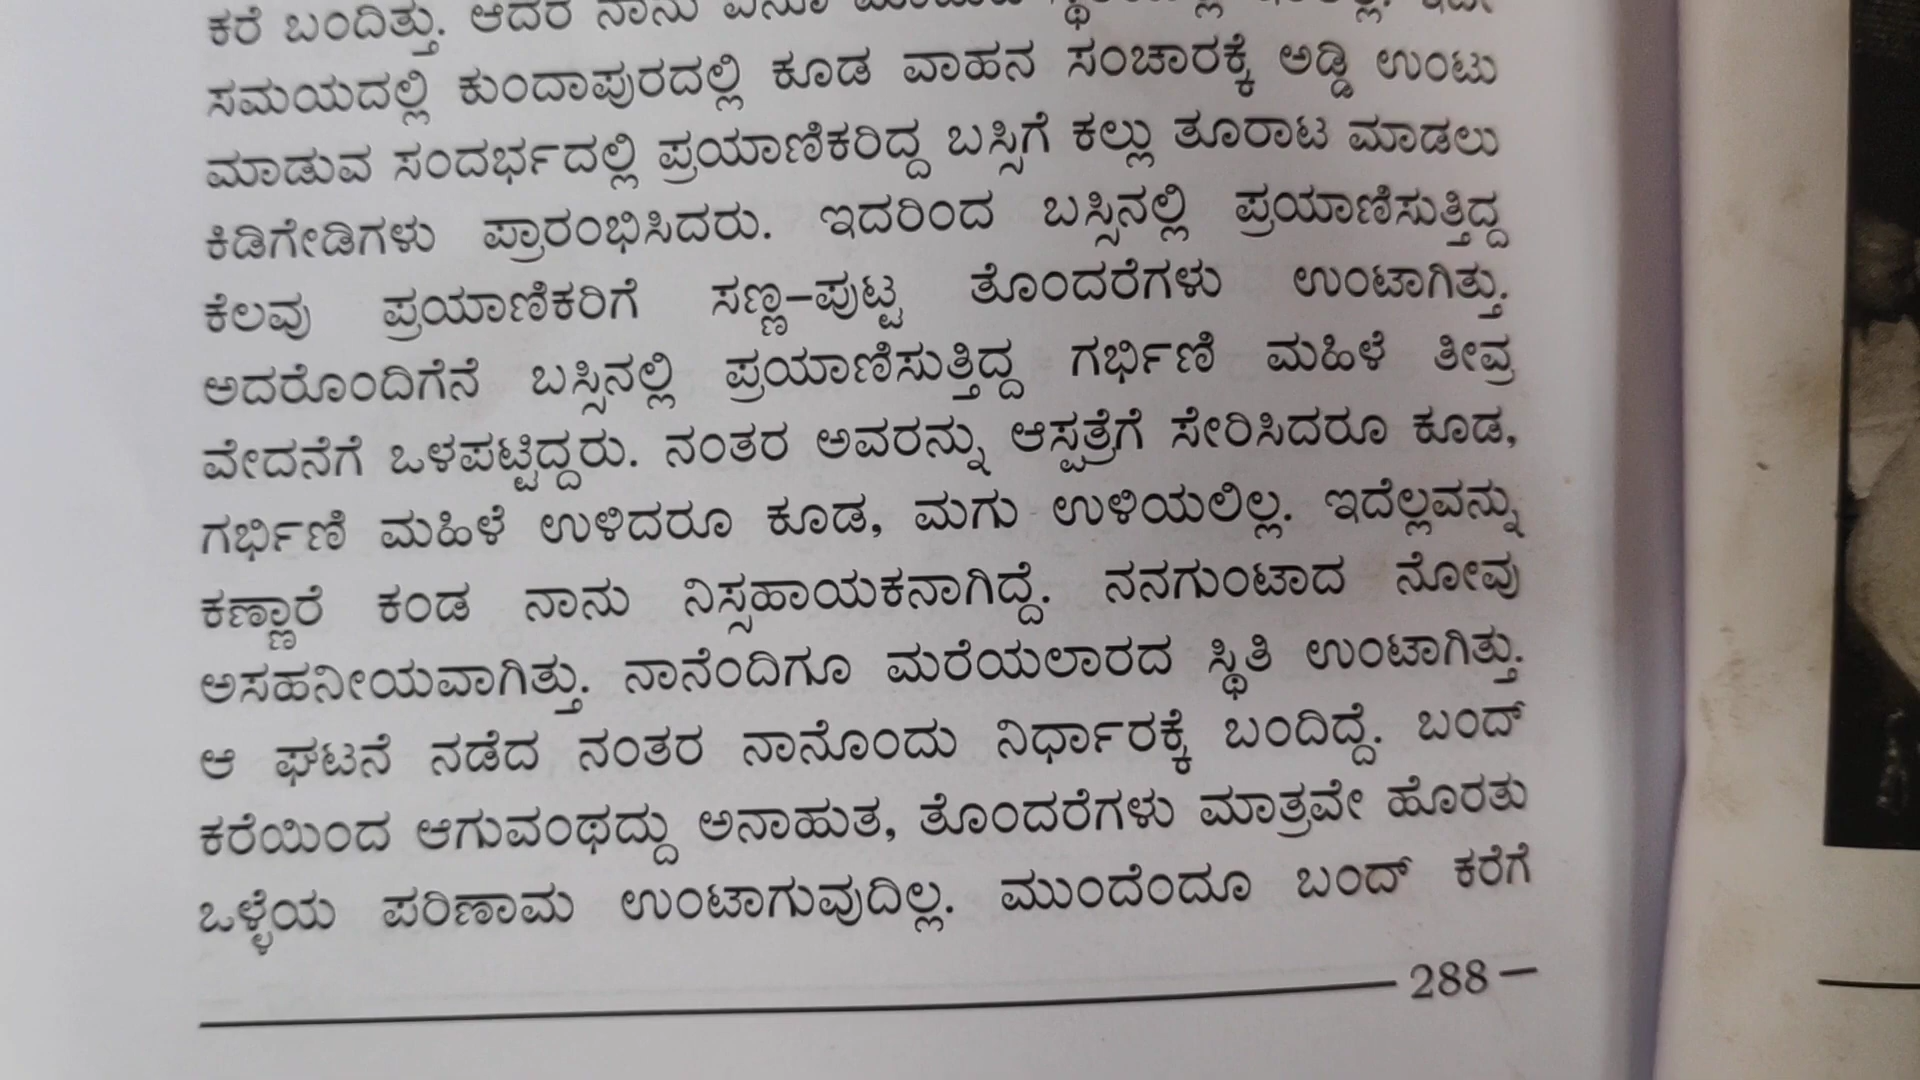 ಕರೆ ಬಂದಿತ್ತು. ಆದರೆ ನಾನು ಏನೂ
ಸಮಯದಲ್ಲಿ ಕುಂದಾಪುರದಲ್ಲಿ ಕೂಡ ವಾಹನ ಸಂಚಾರಕ್ಕೆ ಅಡ್ಡಿ ಉಂಟು
ಮಾಡುವ ಸಂದರ್ಭದಲ್ಲಿ ಪ್ರಯಾಣಿಕರಿದ್ದ ಬಸ್ಸಿಗೆ ಕಲ್ಲು ತೂರಾಟ ಮಾಡಲು
ಕಿಡಿಗೇಡಿಗಳು ಪ್ರಾರಂಭಿಸಿದರು. ಇದರಿಂದ ಬಸ್ಸಿನಲ್ಲಿ ಪ್ರಯಾಣಿಸುತ್ತಿದ್ದ
ಕೆಲವು ಪ್ರಯಾಣಿಕರಿಗೆ ಸಣ್ಣ–ಪುಟ್ಟ ತೊಂದರೆಗಳು ಉಂಟಾಗಿತ್ತು.
ಅದರೊಂದಿಗೆನೆ ಬಸ್ಸಿನಲ್ಲಿ ಪ್ರಯಾಣಿಸುತ್ತಿದ್ದ ಗರ್ಭಿಣಿ ಮಹಿಳೆ ತೀವ್ರ
ವೇದನೆಗೆ ಒಳಪಟ್ಟಿದ್ದರು. ನಂತರ ಅವರನ್ನು ಆಸ್ಪತ್ರೆಗೆ ಸೇರಿಸಿದರೂ ಕೂಡ,
ಗರ್ಭಿಣಿ ಮಹಿಳೆ ಉಳಿದರೂ ಕೂಡ, ಮಗು ಉಳಿಯಲಿಲ್ಲ. ಇದೆಲ್ಲವನ್ನು
ಕಣ್ಣಾರೆ ಕಂಡ ನಾನು ನಿಸ್ಸಹಾಯಕನಾಗಿದ್ದೆ. ನನಗುಂಟಾದ ನೋವು
ಅಸಹನೀಯವಾಗಿತ್ತು. ನಾನೆಂದಿಗೂ ಮರೆಯಲಾರದ ಸ್ಥಿತಿ ಉಂಟಾಗಿತ್ತು.
ಆ ಘಟನೆ ನಡೆದ ನಂತರ ನಾನೊಂದು ನಿರ್ಧಾರಕ್ಕೆ ಬಂದಿದ್ದೆ. ಬಂದ್
ಕರೆಯಿಂದ ಆಗುವಂಥದ್ದು ಅನಾಹುತ, ತೊಂದರೆಗಳು ಮಾತ್ರವೇ ಹೊರತು
ಒಳ್ಳೆಯ ಪರಿಣಾಮ ಉಂಟಾಗುವುದಿಲ್ಲ. ಮುಂದೆಂದೂ ಬಂದ್ ಕರೆಗೆ
288